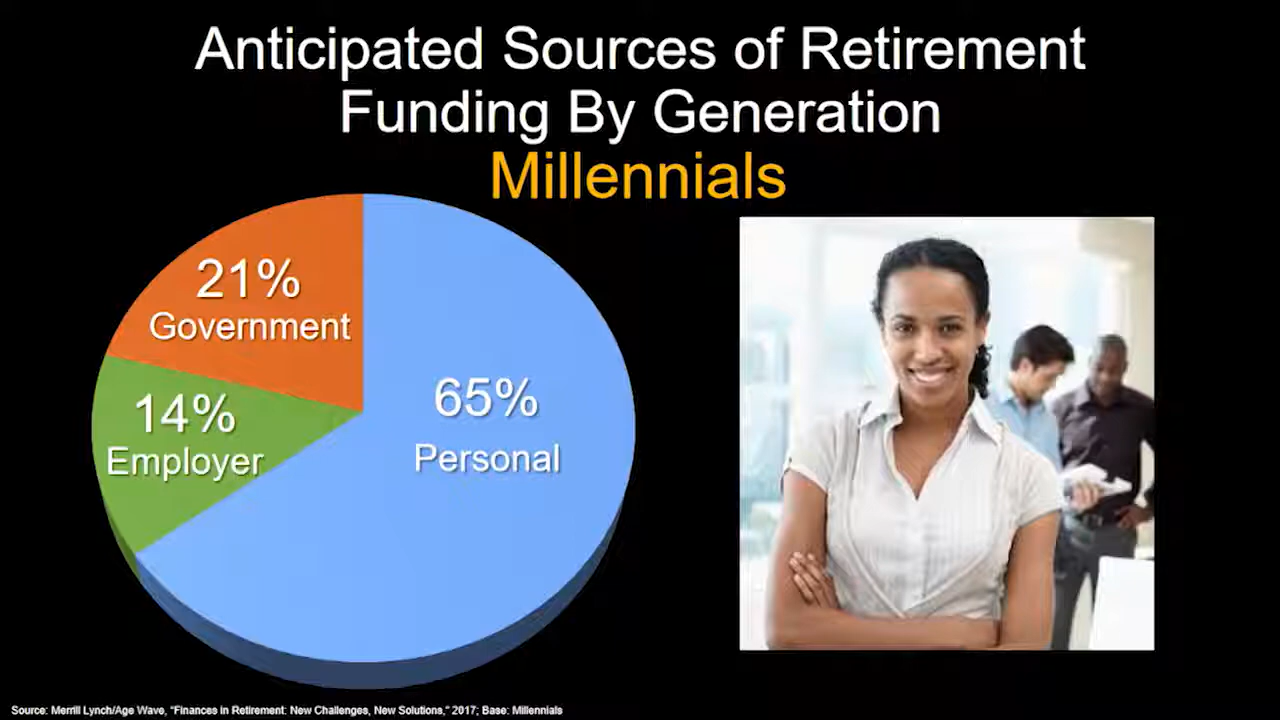 Anticipated Sources of Retirement
Funding By Generation
Millennials
21%
Government
14%
Employer
65%
Personal
Source: Merrill Lynch/Age Wave, "Finances in Retirement: New Challenges, New Solutions," 2017; Base: Millennials